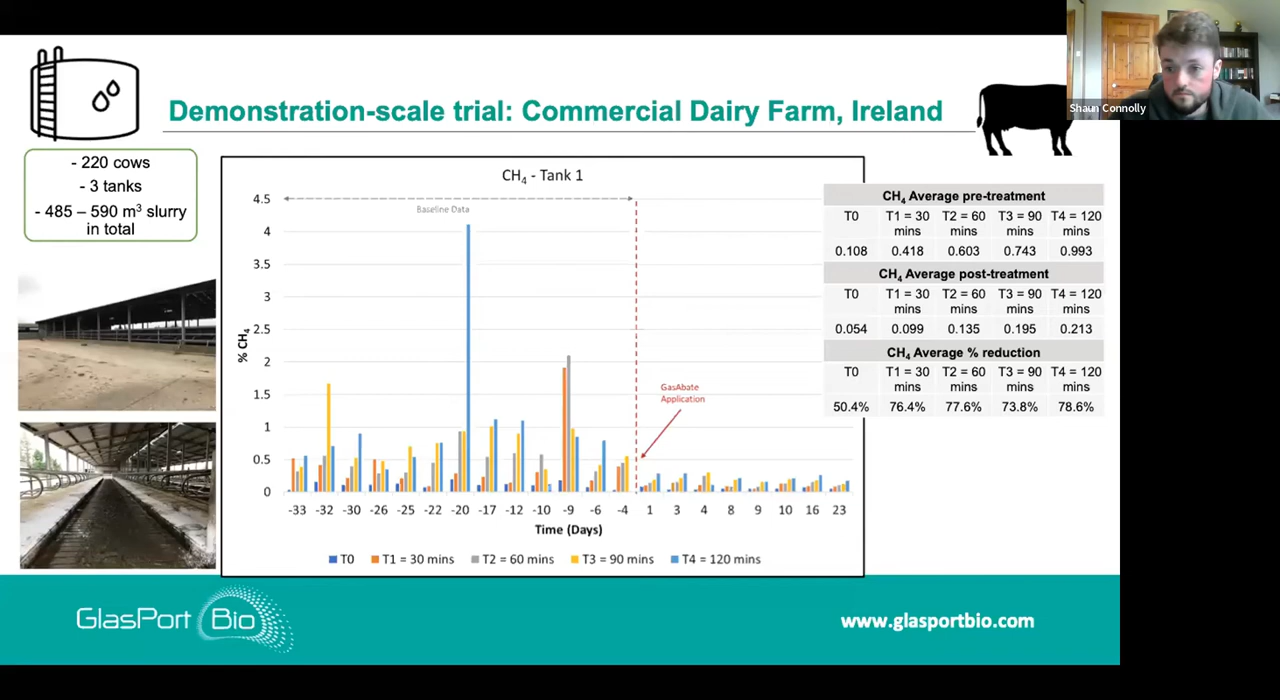 Shaun Connolly
Demonstration-scale trial: Commercial Dairy Farm, Ireland
- 220 cows
- 3 tanks
- 485 – 590 m³ slurry
in total
CH₄ - Tank 1
Baseline Data
% CH₄
4.5
4
3.5
3
2.5
2
1.5
1
0.5
0
GasAbate
Application
-33 -32 -30 -26 -25 -22 -20 -17 -12 -10 -9 -6 -4 1 3 4 8 9 10 16 23
Time (Days)
T0 T1 = 30 mins T2 = 60 mins T3 = 90 mins T4 = 120 mins
CH₄ Average pre-treatment
T0 T1 = 30 T2 = 60 T3 = 90 T4 = 120
mins mins mins mins
0.108 0.418 0.603 0.743 0.993
CH₄ Average post-treatment
T0 T1 = 30 T2 = 60 T3 = 90 T4 = 120
mins mins mins mins
0.054 0.099 0.135 0.195 0.213
CH₄ Average % reduction
T0 T1 = 30 T2 = 60 T3 = 90 T4 = 120
mins mins mins mins
50.4% 76.4% 77.6% 73.8% 78.6%
GlasPort Bio
www.glasportbio.com